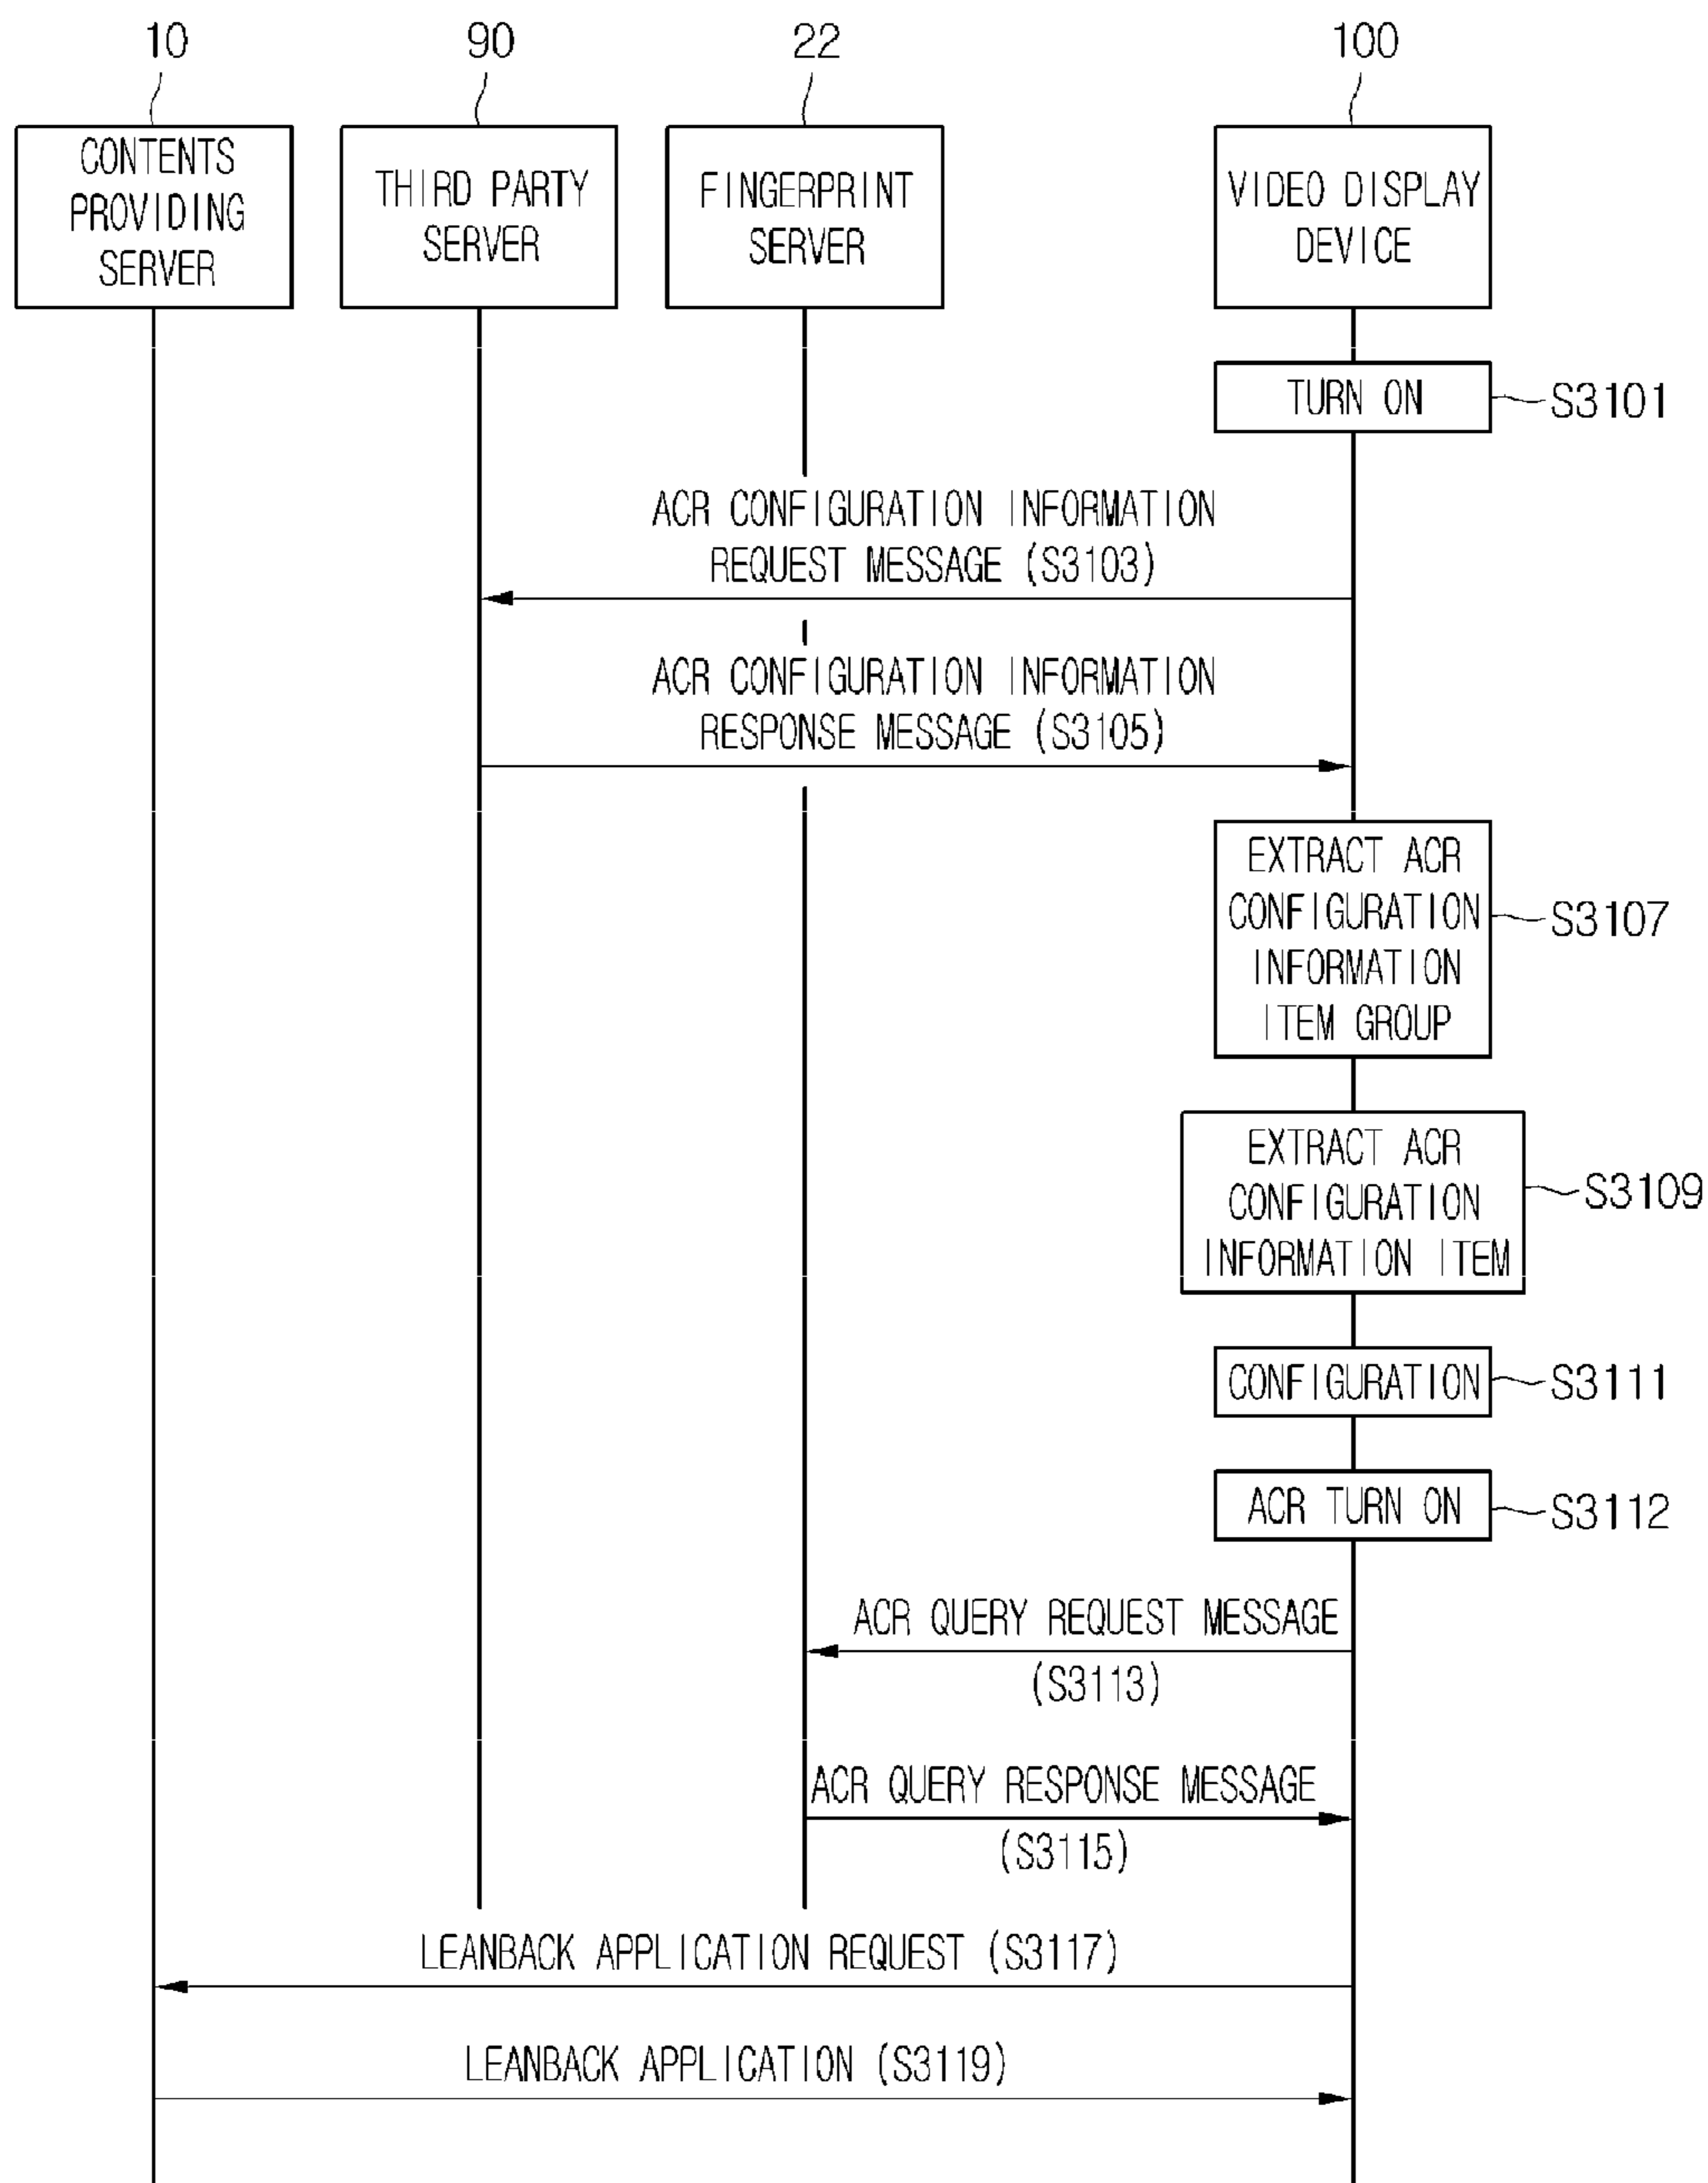 10
90
22
100
CONTENTS
PROVIDING
SERVER
THIRD PARTY
SERVER
FINGERPRINT
SERVER
VIDEO DISPLAY
DEVICE
TURN ON
S3101
ACR CONFIGURATION INFORMATION
REQUEST MESSAGE (S3103)
ACR CONFIGURATION INFORMATION
RESPONSE MESSAGE (S3105)
EXTRACT ACR
CONFIGURATION
INFORMATION
ITEM GROUP
S3107
EXTRACT ACR
CONFIGURATION
INFORMATION ITEM
S3109
CONFIGURATION
S3111
ACR TURN ON
S3112
ACR QUERY REQUEST MESSAGE
(S3113)
ACR QUERY RESPONSE MESSAGE
(S3115)
LEANBACK APPLICATION REQUEST (S3117)
LEANBACK APPLICATION (S3119)